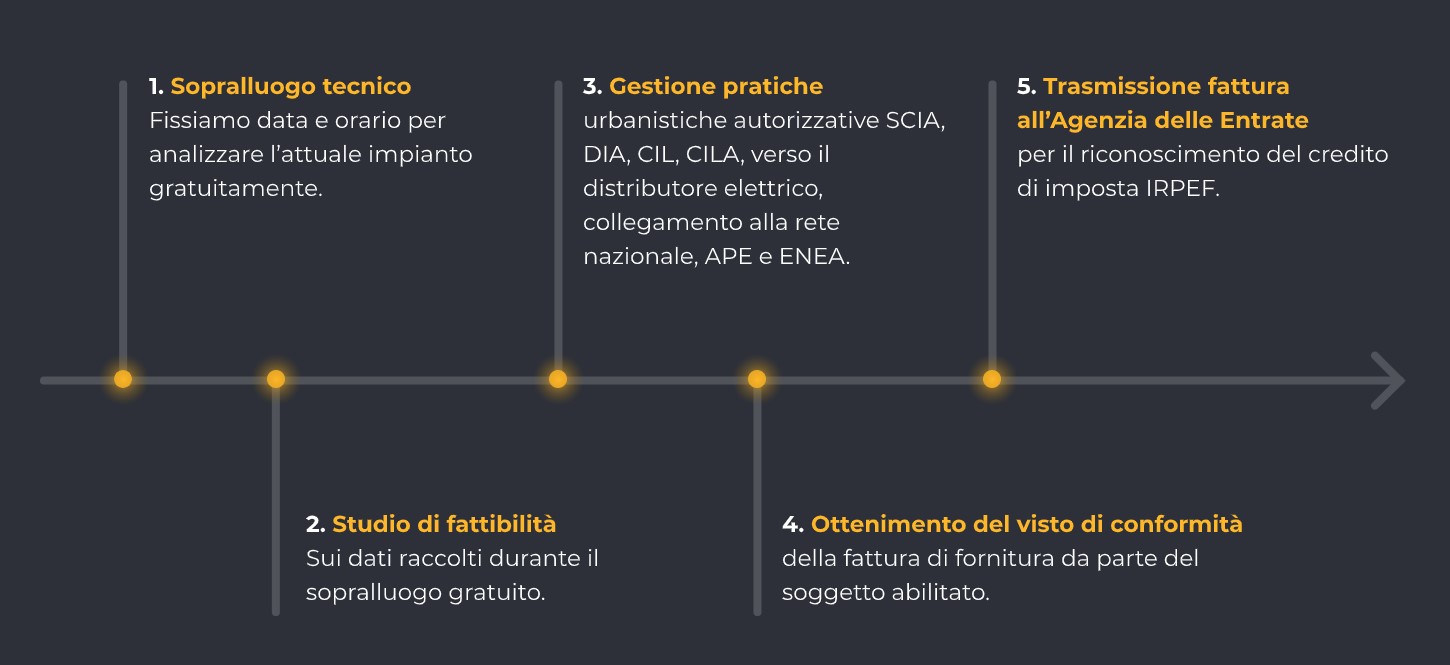 1. Sopralluogo tecnico
Fissiamo data e orario per
analizzare l’attuale impianto
gratuitamente.
2. Studio di fattibilità
Sui dati raccolti durante il
sopralluogo gratuito.
3. Gestione pratiche
urbanistiche autorizzative SCIA,
DIA, CIL, CILA, verso il
distributore elettrico,
collegamento alla rete
nazionale, APE e ENEA.
4. Ottenimento del visto di conformità
della fattura di fornitura da parte del
soggetto abilitato.
5. Trasmissione fattura
all’Agenzia delle Entrate
per il riconoscimento del credito
di imposta IRPEF.